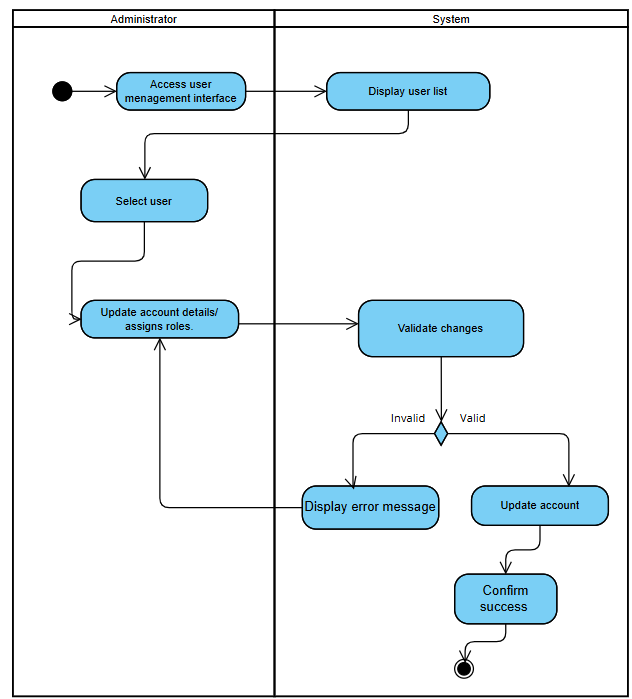 Administrator
System
Access user
menagement interface
Display user list
Select user
Update account details/
assigns roles.
Validate changes
Invalid
Valid
Display error message
Update account
Confirm
success